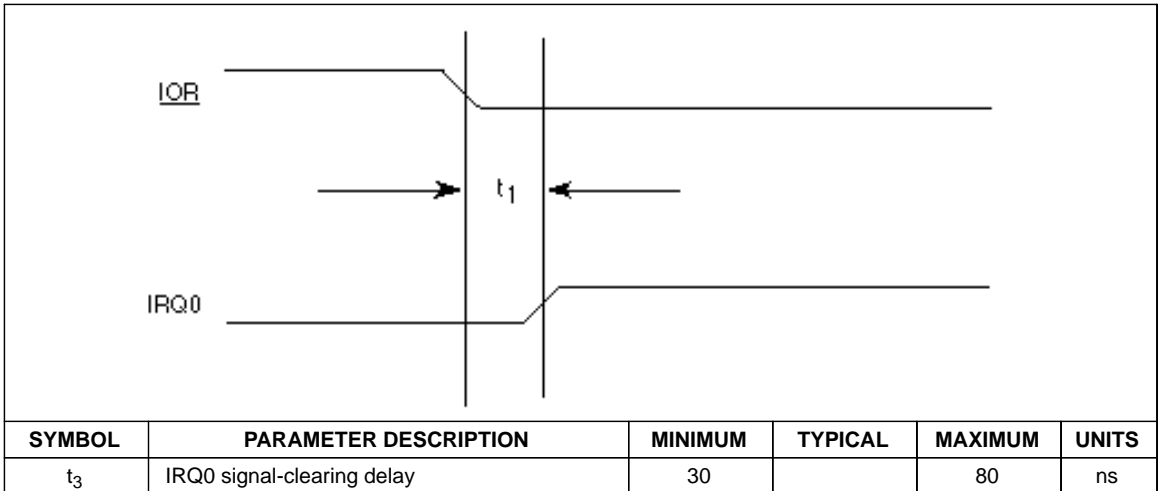 IOR
t1
IRQ0
SYMBOL PARAMETER DESCRIPTION MINIMUM TYPICAL MAXIMUM UNITS
t3 IRQ0 signal-clearing delay 30 80 ns